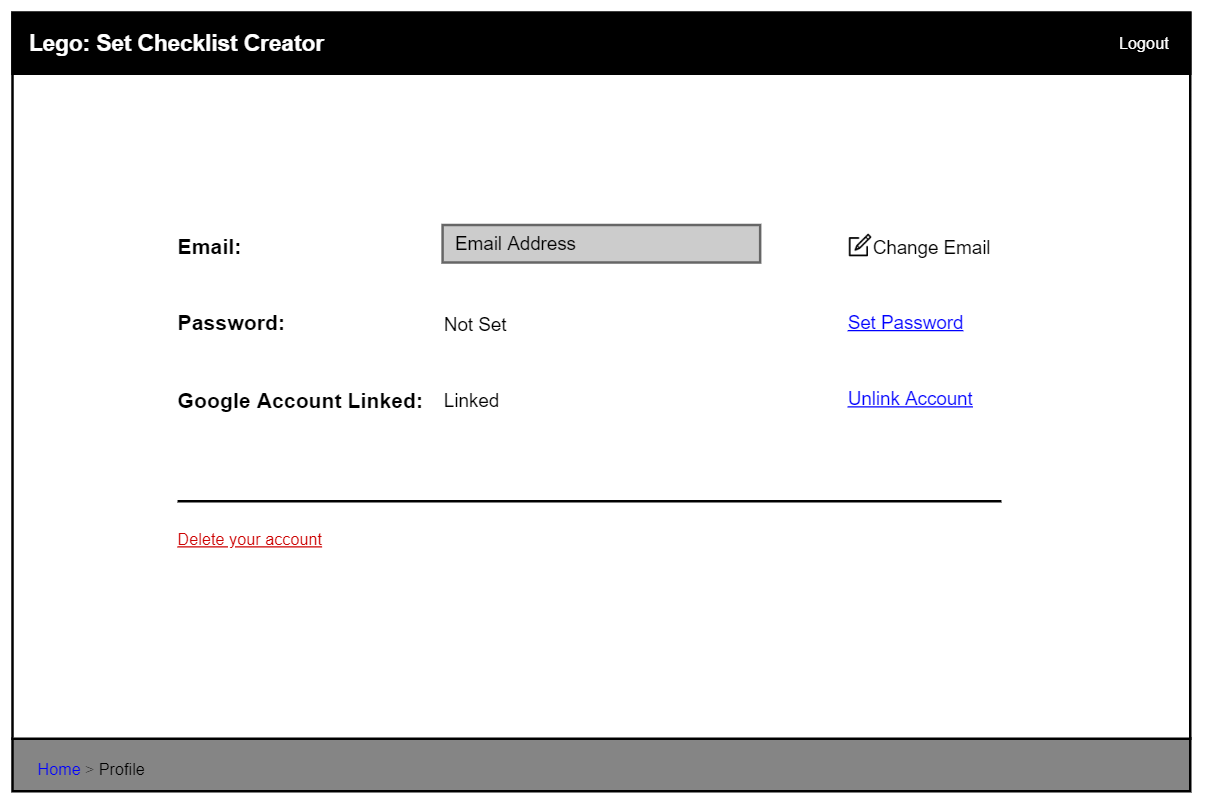 Lego: Set Checklist Creator
Logout
Email:
Email Address
Change Email
Password:
Not Set
Set Password
Google Account Linked:
Linked
Unlink Account
Delete your account
Home > Profile